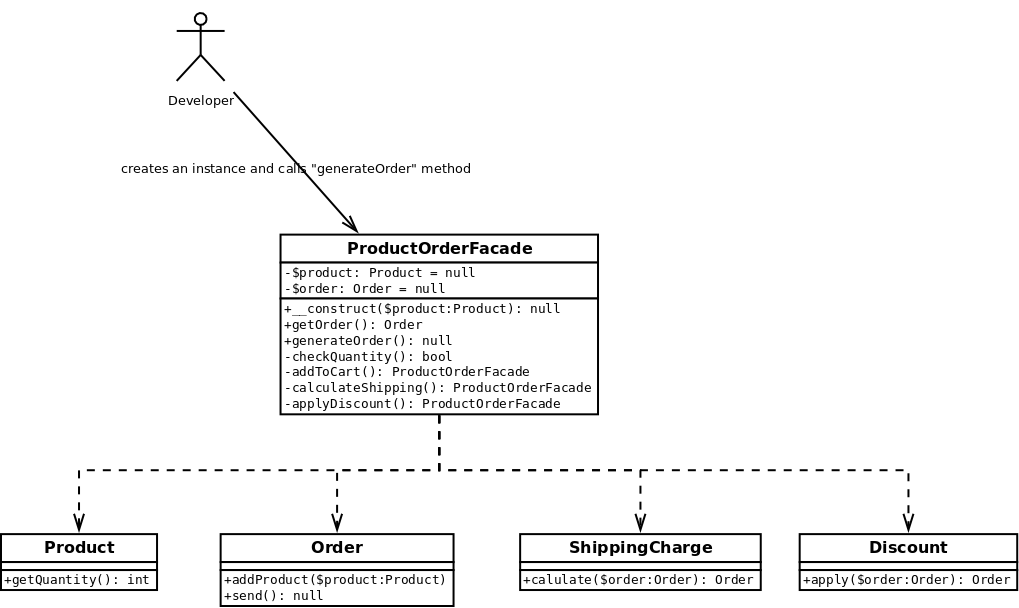 Developer
creates an instance and calls "generateOrder" method
ProductOrderFacade
-$product: Product = null
-$order: Order = null
+__construct($product:Product): null
+getOrder(): Order
+generateOrder(): null
-checkQuantity(): bool
-addToCart(): ProductOrderFacade
-calculateShipping(): ProductOrderFacade
-applyDiscount(): ProductOrderFacade
Product
+getQuantity(): int
Order
+addProduct($product:Product)
+send(): null
ShippingCharge
+calulate($order:Order): Order
Discount
+apply($order:Order): Order